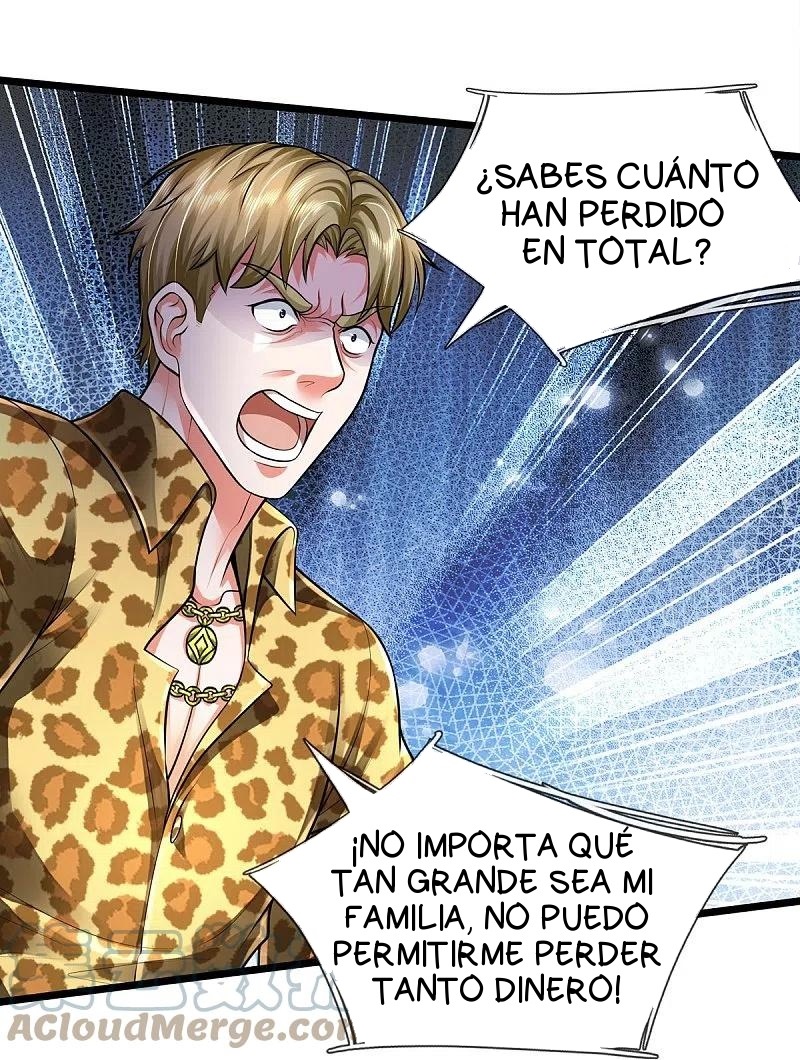 ¿SABES CUÁNTO
HAN PERDIDO
EN TOTAL?
¡NO IMPORTA QUÉ
TAN GRANDE SEA MI
FAMILIA, NO PUEDO
PERMITIRME PERDER
TANTO DINERO!
ACloudMerge.com